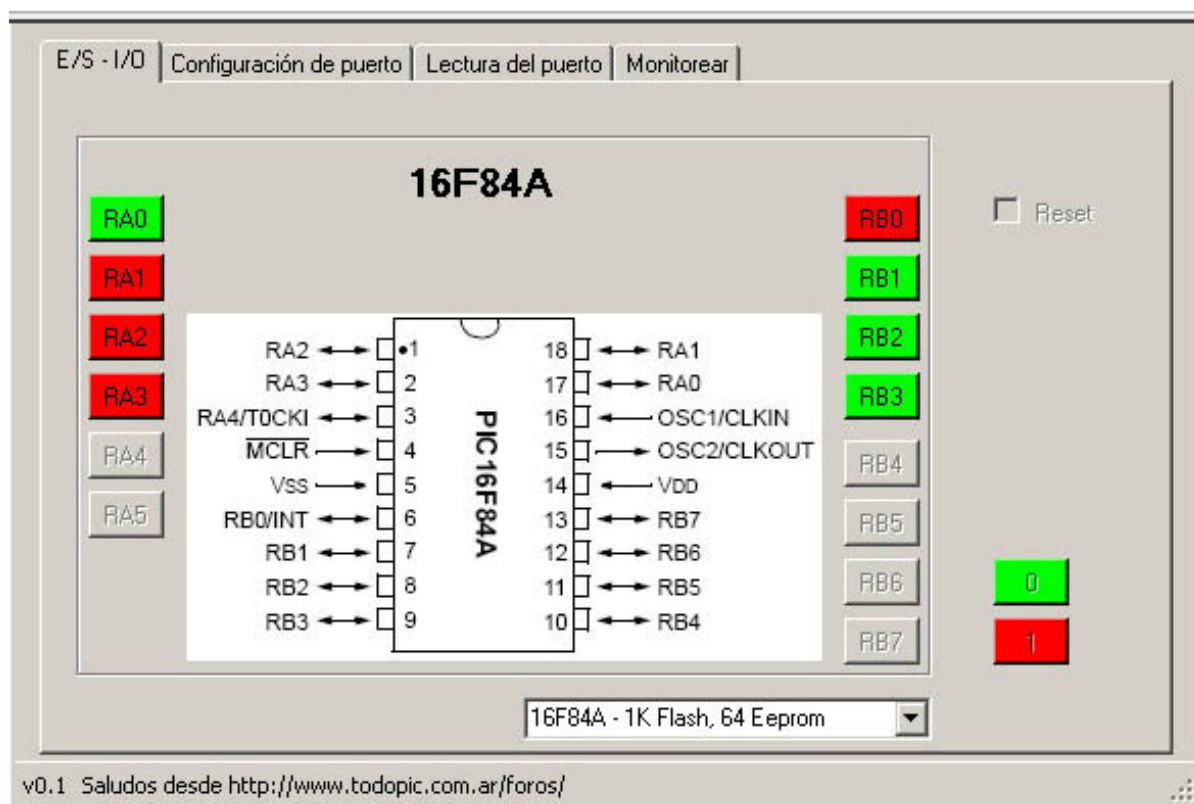 E/S - I/O Configuración de puerto Lectura del puerto Monitorear
16F84A
RA0
RA1
RA2
RA3
RA4
RA5
RA2 1 18 RA1
RA3 2 17 RA0
RA4/T0CKI 3 16 OSC1/CLKIN
MCLR 4 15 OSC2/CLKOUT
VSS 5 14 VDD
RB0/INT 6 13 RB7
RB1 7 12 RB6
RB2 8 11 RB5
RB3 9 10 RB4
PIC16F84A
RB0
RB1
RB2
RB3
RB4
RB5
RB6
RB7
Reset
0
1
16F84A - 1K Flash, 64 Eeprom
v0.1 Saludos desde http://www.todopic.com.ar/foros/